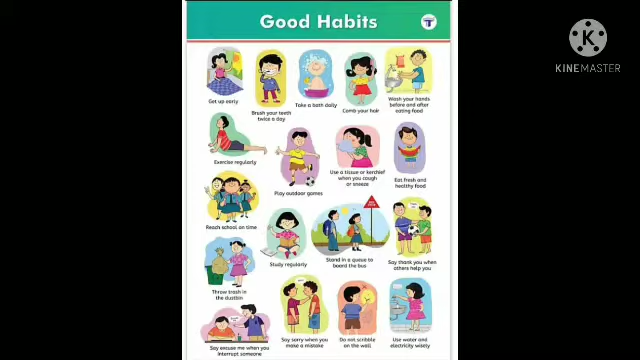 Good Habits
KINEMASTER
Get up early
Brush your teeth
twice a day
Take a bath daily
Comb your hair
Wash your hands
before and after
eating food
Exercise regularly
Play outdoor games
Use a tissue or kerchief
when you cough
or sneeze
Eat fresh and
healthy food
Reach school on time
Study regularly
Stand in a queue to
board the bus
Say thank you when
others help you
Throw trash in
the dustbin
Say excuse me when you
interrupt someone
Say sorry when you
make a mistake
Do not scribble
on the wall
Use water and
electricity wisely